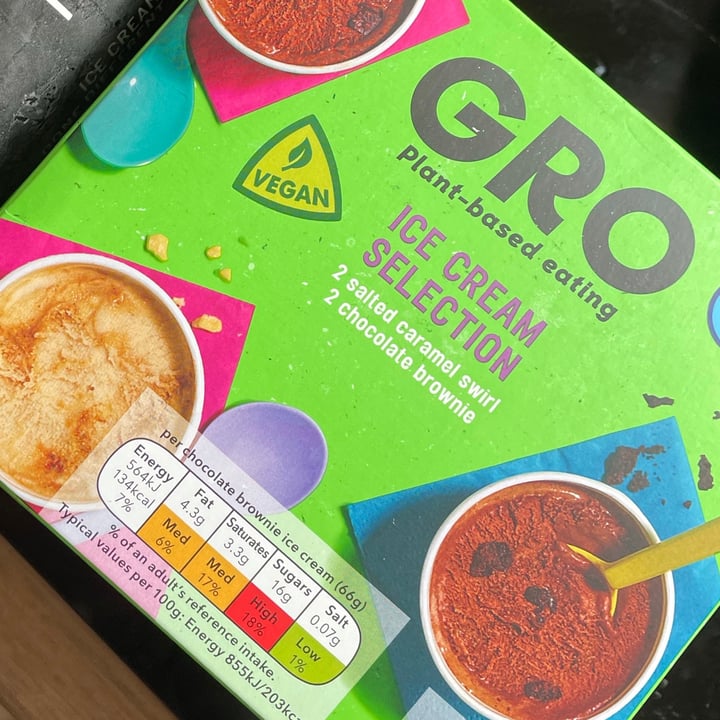 ICE CREAM
GRO
Plant-based eating
VEGAN
ICE CREAM
SELECTION
2 salted caramel swirl
2 chocolate brownie
per chocolate brownie ice cream (66g)
Energy Fat Saturates Sugars Salt
564kJ 4.3g 3.3g 16g 0.07g
134kcal Med Med High Low
7% 6% 17% 18% 1%
% of an adult's reference intake.
Typical values per 100g: Energy 855kJ/203kc